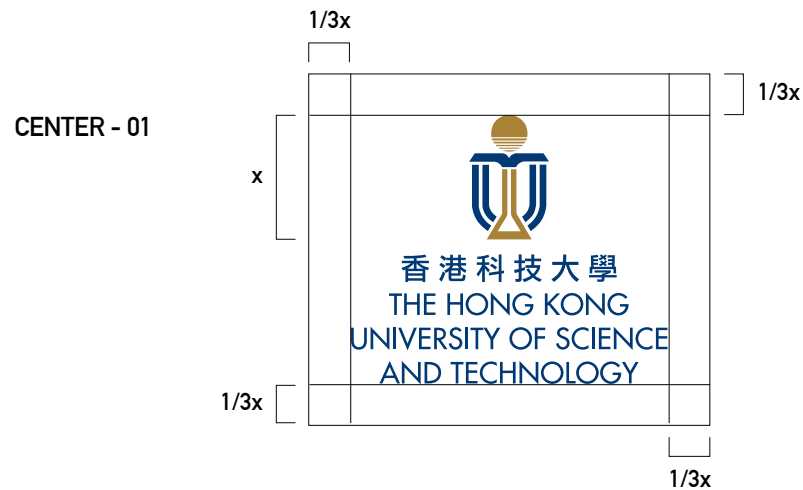 1/3x
1/3x
CENTER - 01
x
香港科技大學
THE HONG KONG
UNIVERSITY OF SCIENCE
AND TECHNOLOGY
1/3x
1/3x